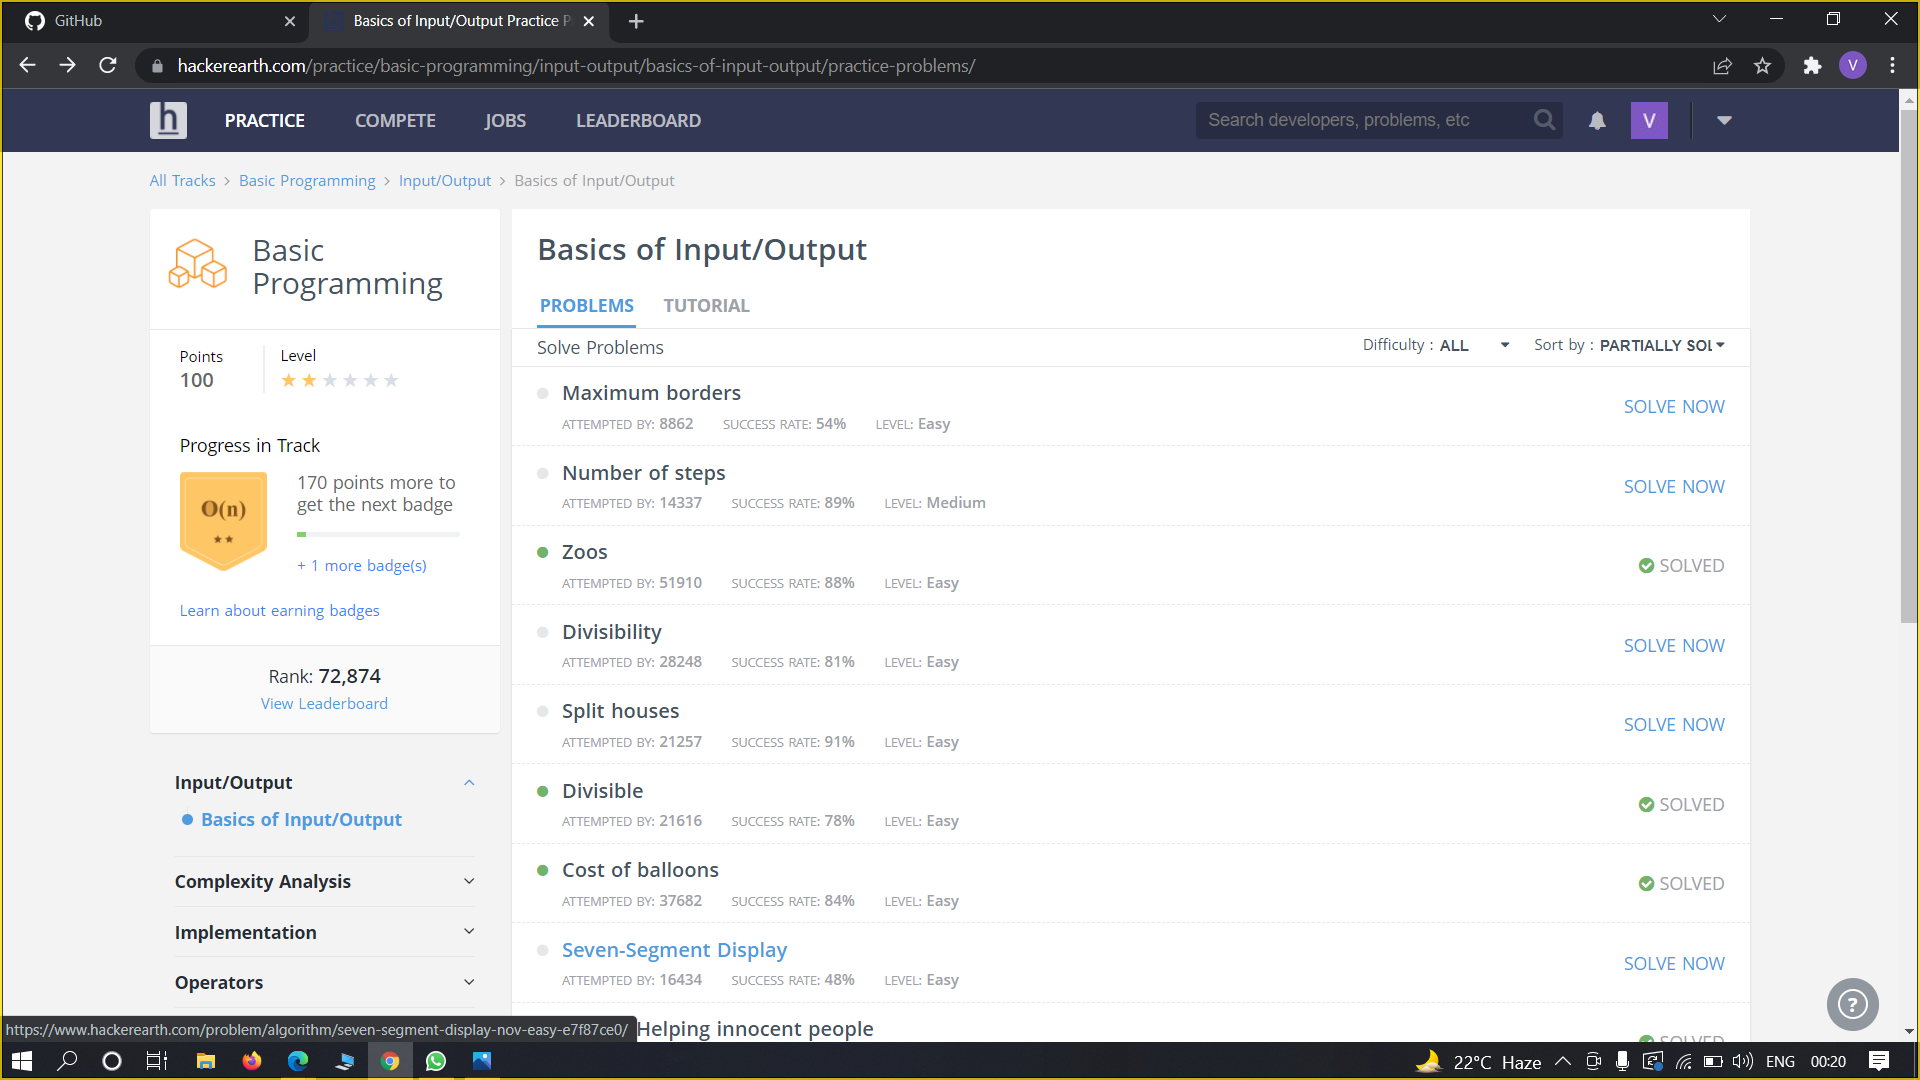 GitHub
Basics of Input/Output Practice P
hackerearth.com/practice/basic-programming/input-output/basics-of-input-output/practice-problems/
V
h
PRACTICE COMPETE JOBS LEADERBOARD
Search developers, problems, etc
V
All Tracks > Basic Programming > Input/Output > Basics of Input/Output
Basic
Programming
Points
100
Level
Progress in Track
O(n)
170 points more to
get the next badge
+ 1 more badge(s)
Learn about earning badges
Rank: 72,874
View Leaderboard
Input/Output
Basics of Input/Output
Complexity Analysis
Implementation
Operators
Basics of Input/Output
PROBLEMS TUTORIAL
Solve Problems
Difficulty : ALL
Sort by : PARTIALLY SOL
Maximum borders
ATTEMPTED BY: 8862 SUCCESS RATE: 54% LEVEL: Easy
SOLVE NOW
Number of steps
ATTEMPTED BY: 14337 SUCCESS RATE: 89% LEVEL: Medium
SOLVE NOW
Zoos
ATTEMPTED BY: 51910 SUCCESS RATE: 88% LEVEL: Easy
SOLVED
Divisibility
ATTEMPTED BY: 28248 SUCCESS RATE: 81% LEVEL: Easy
SOLVE NOW
Split houses
ATTEMPTED BY: 21257 SUCCESS RATE: 91% LEVEL: Easy
SOLVE NOW
Divisible
ATTEMPTED BY: 21616 SUCCESS RATE: 78% LEVEL: Easy
SOLVED
Cost of balloons
ATTEMPTED BY: 37682 SUCCESS RATE: 84% LEVEL: Easy
SOLVED
Seven-Segment Display
ATTEMPTED BY: 16434 SUCCESS RATE: 48% LEVEL: Easy
SOLVE NOW
Helping innocent people
SOLVED
?
https://www.hackerearth.com/problem/algorithm/seven-segment-display-nov-easy-e7f87ce0/
22°C Haze
ENG
00:20